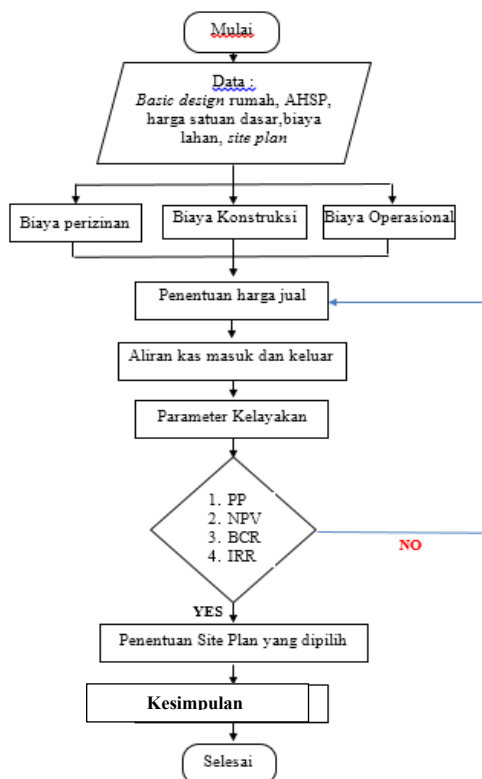 Mulai
Data :
Basic design rumah, AHSP,
harga satuan dasar,biaya
lahan, site plan
Biaya perizinan
Biaya Konstruksi
Biaya Operasional
Penentuan harga jual
Aliran kas masuk dan keluar
Parameter Kelayakan
1. PP
2. NPV
3. BCR
4. IRR
NO
YES
Penentuan Site Plan yang dipilih
Kesimpulan
Selesai